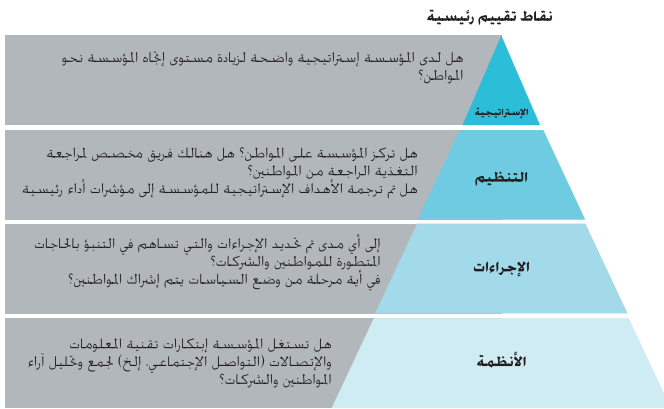 نقاط تقييم رئيسية
هل لدى المؤسسة إستراتيجية واضحة لزيادة مستوى إتجاه المؤسسة نحو
المواطن؟
الإستراتيجية
هل تركز المؤسسة على المواطن؟ هل هنالك فريق مخصص لمراجعة
التغذية الراجعة من المواطنين؟
هل تم ترجمة الأهداف الإستراتيجية للمؤسسة إلى مؤشرات أداء رئيسية
التنظيم
إلى أي مدى تم تحديد الإجراءات والتي تساهم في التنبؤ بالحاجات
المتطورة للمواطنين والشركات؟
في أية مرحلة من وضع السياسات يتم إشراك المواطنين؟
الإجراءات
هل تستغل المؤسسة إبتكارات تقنية المعلومات
والإتصالات (التواصل الإجتماعي، إلخ) لجمع وتحليل آراء
المواطنين والشركات؟
الأنظمة